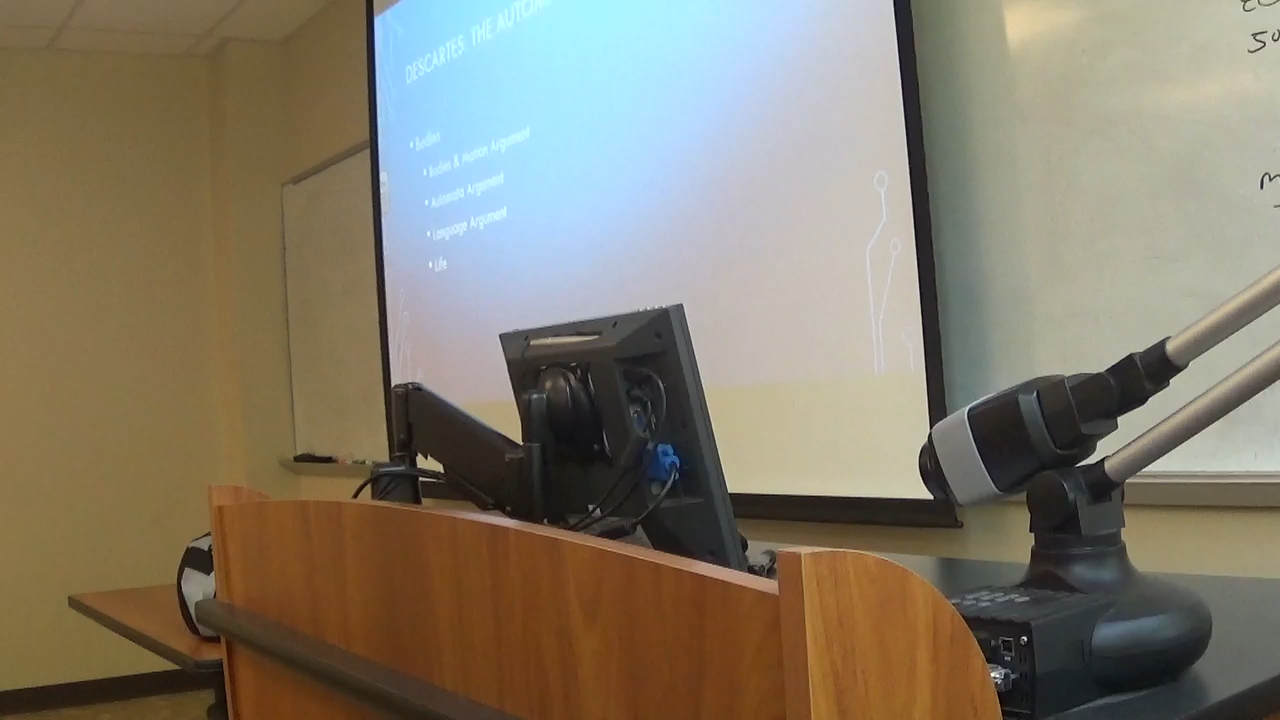 DESCARTES: THE AUTOM
• Bodies
• Bodies & Motion Argument
• Automata Argument
• Language Argument
• Life